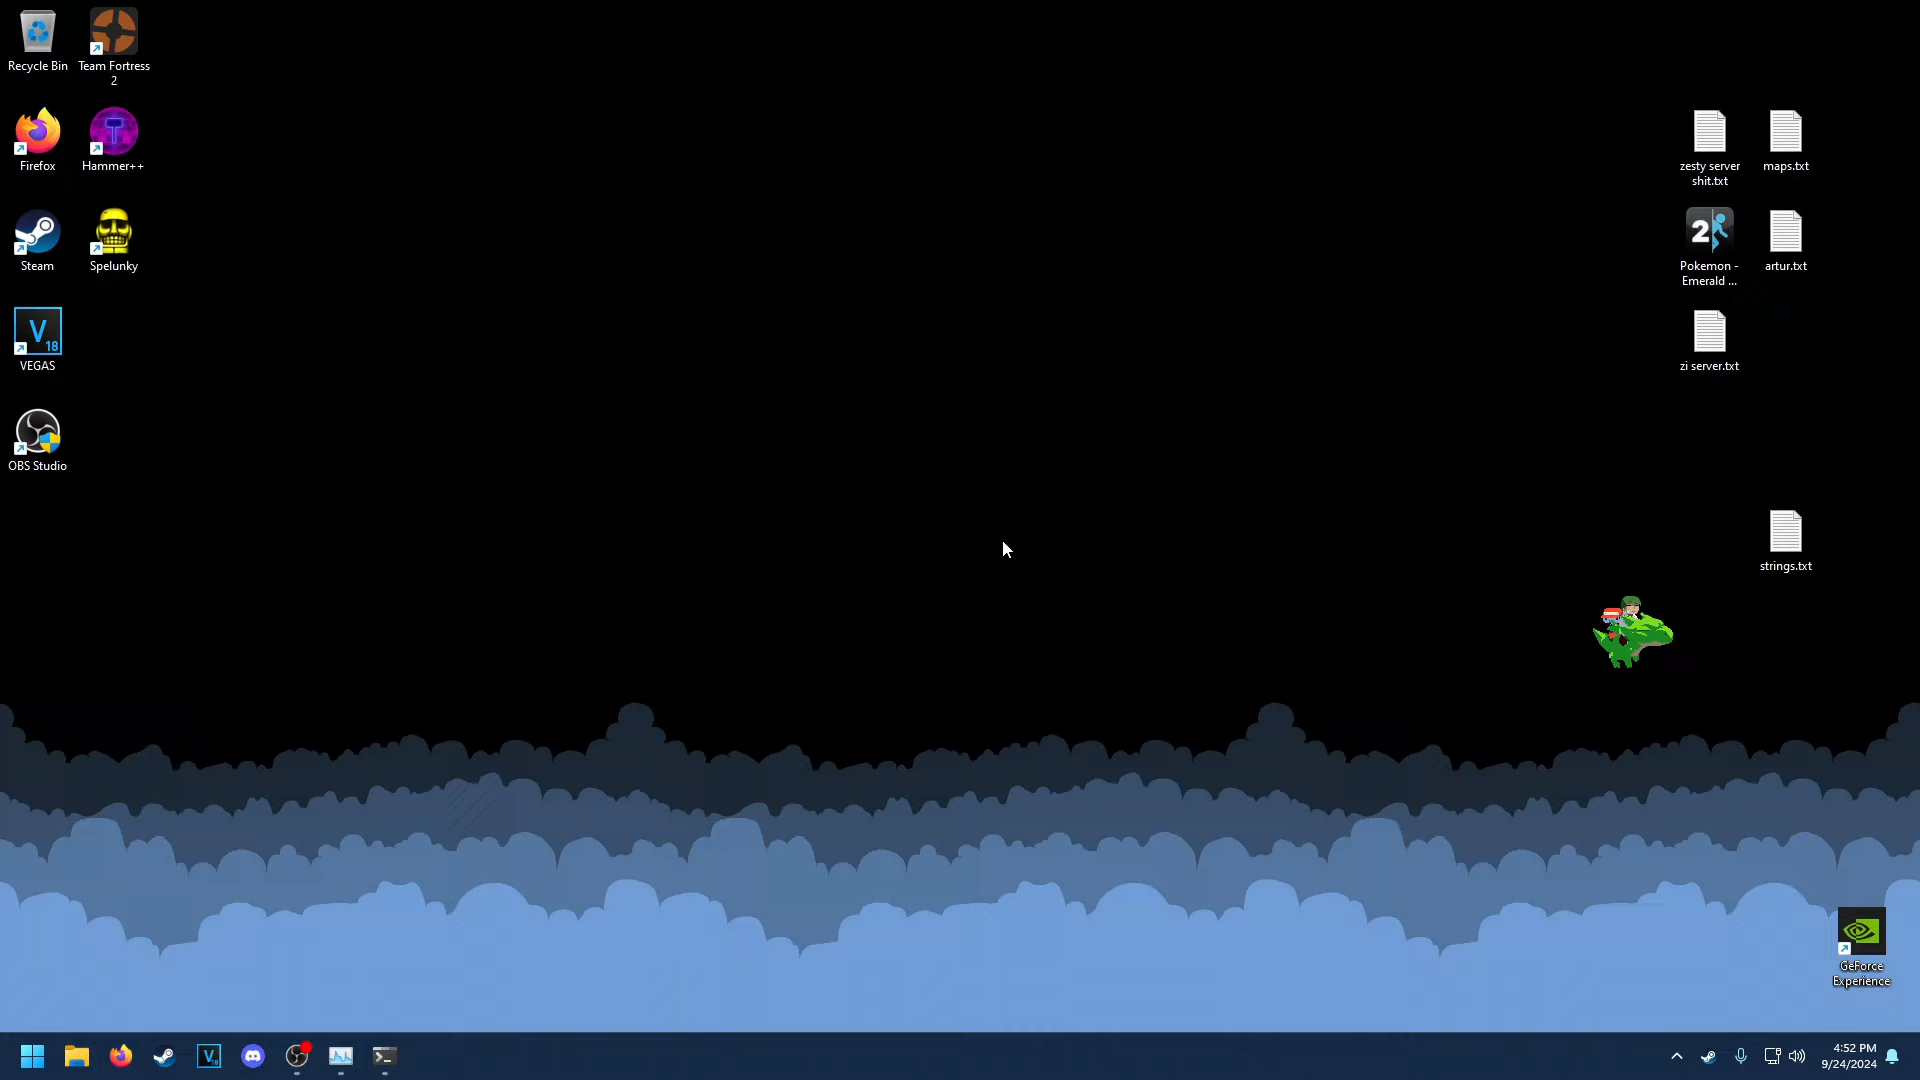 Recycle Bin
Team Fortress
2
Firefox
Hammer++
Steam
Spelunky
V
18
VEGAS
OBS Studio
zesty server
shit.txt
maps.txt
2
Pokemon -
Emerald ...
artur.txt
zi server.txt
strings.txt
GeForce
Experience
V
18
4:52 PM
9/24/2024